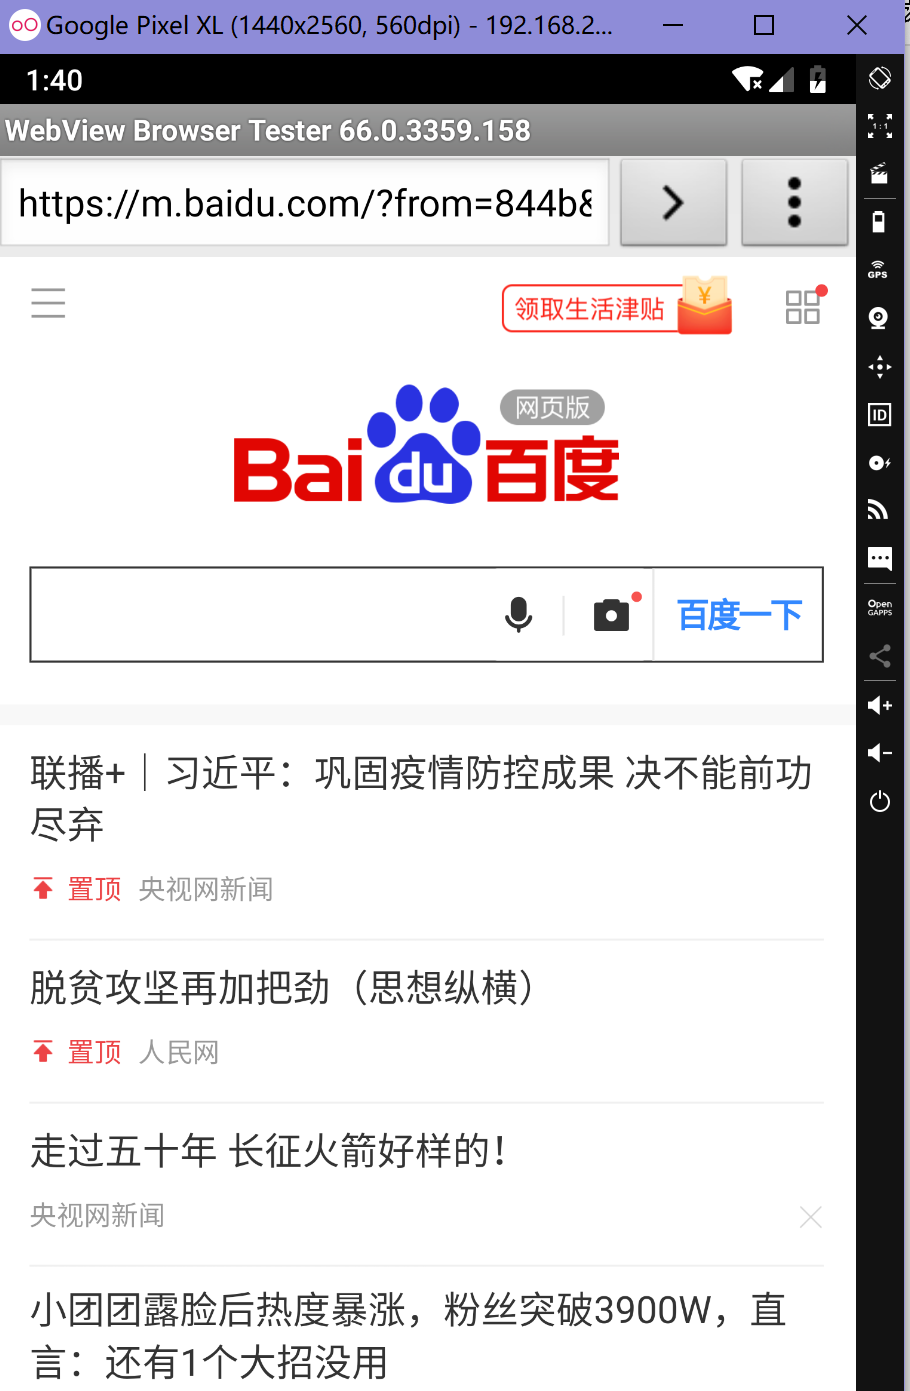 Google Pixel XL (1440x2560, 560dpi) - 192.168.2...
1:40
WebView Browser Tester 66.0.3359.158
https://m.baidu.com/?from=844b&
领取生活津贴
¥
网页版
Bai du 百度
百度一下
联播+｜习近平：巩固疫情防控成果 决不能前功
尽弃
置顶 央视网新闻
脱贫攻坚再加把劲（思想纵横）
置顶 人民网
走过五十年 长征火箭好样的！
央视网新闻
小团团露脸后热度暴涨，粉丝突破3900W，直
言：还有1个大招没用
1:1
GPS
ID
Open
GAPPS